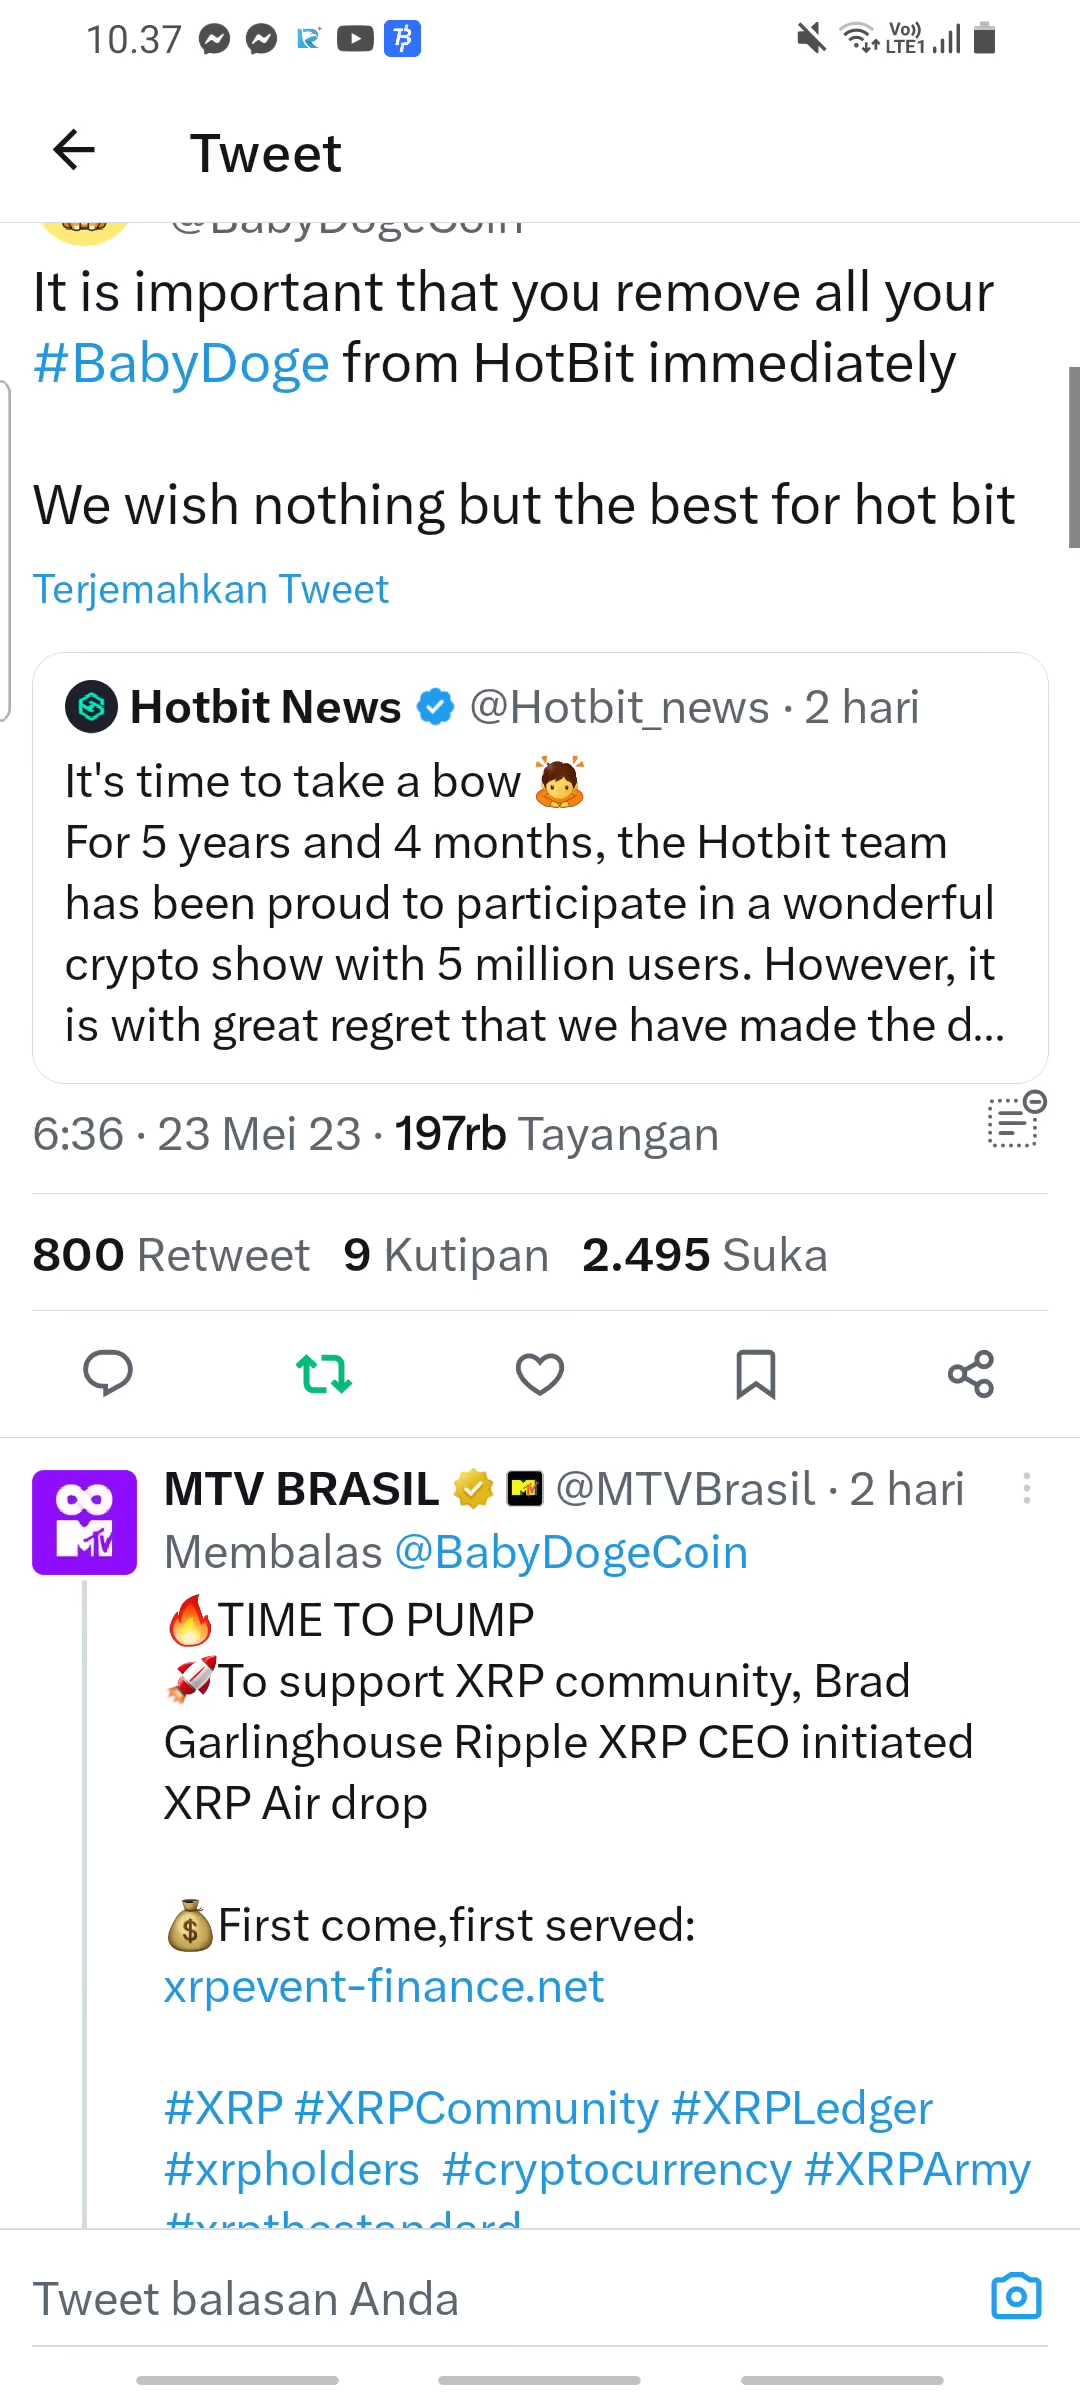 10.37
Vo))
LTE1
Tweet
@BabyDogeCoin
It is important that you remove all your
#BabyDoge from HotBit immediately
We wish nothing but the best for hot bit
Terjemahkan Tweet
Hotbit News @Hotbit_news · 2 hari
It's time to take a bow 🙇
For 5 years and 4 months, the Hotbit team
has been proud to participate in a wonderful
crypto show with 5 million users. However, it
is with great regret that we have made the d...
6:36 · 23 Mei 23 · 197rb Tayangan
800 Retweet 9 Kutipan 2.495 Suka
MTV BRASIL @MTVBrasil · 2 hari
Membalas @BabyDogeCoin
🔥TIME TO PUMP
🚀To support XRP community, Brad
Garlinghouse Ripple XRP CEO initiated
XRP Air drop
💰First come,first served:
xrpevent-finance.net
#XRP #XRPCommunity #XRPLedger
#xrpholders #cryptocurrency #XRPArmy
#xrpthestandard
Tweet balasan Anda